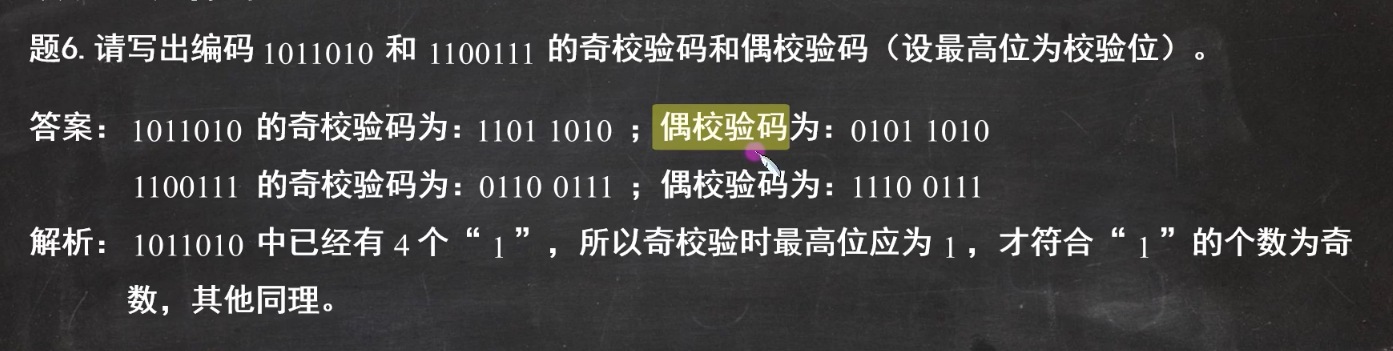 题6. 请写出编码 1011010 和 1100111 的奇校验码和偶校验码（设最高位为校验位）。
答案： 1011010 的奇校验码为：1101 1010 ；偶校验码为：0101 1010
1100111 的奇校验码为：0110 0111 ；偶校验码为：1110 0111
解析： 1011010 中已经有 4 个“ 1 ”，所以奇校验时最高位应为 1 ，才符合“ 1 ”的个数为奇
数，其他同理。